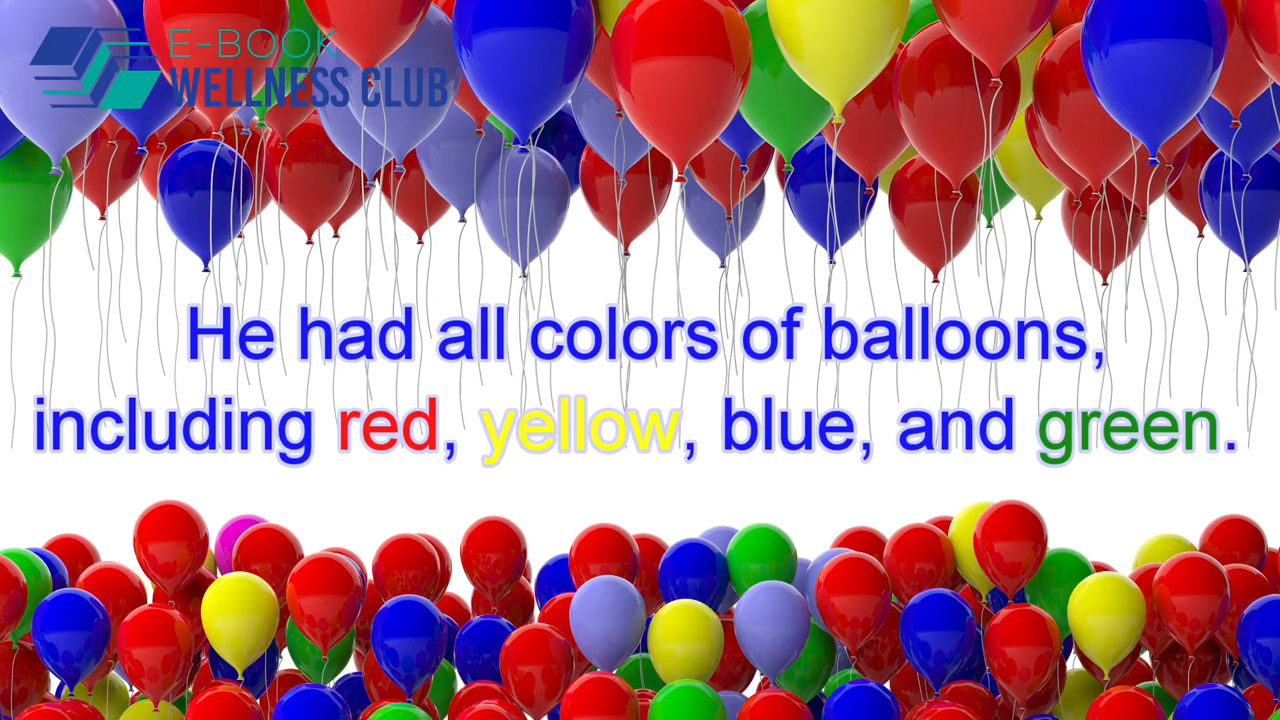 E-BOOK
WELLNESS CLUB
He had all colors of balloons,
including red, yellow, blue, and green.